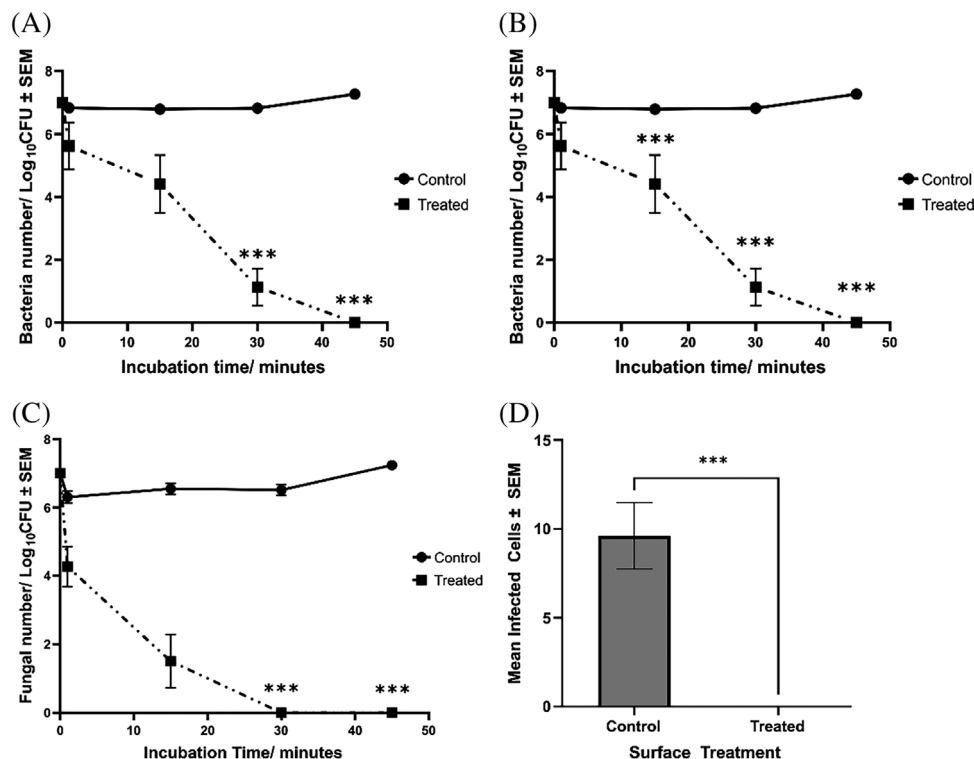 (A)
Bacteria number/ Log10CFU ± SEM
8
6
4
2
0
***
***
0 10 20 30 40 50
Incubation time/ minutes
Control
Treated
(B)
Bacteria number/ Log10CFU ± SEM
8
6
4
2
0
***
***
***
0 10 20 30 40 50
Incubation time/ minutes
Control
Treated
(C)
Fungal number/ Log10CFU ± SEM
8
6
4
2
0
*** ***
0 10 20 30 40 50
Incubation Time/ minutes
Control
Treated
(D)
Mean Infected Cells ± SEM
15
10
5
0
***
Control Treated
Surface Treatment